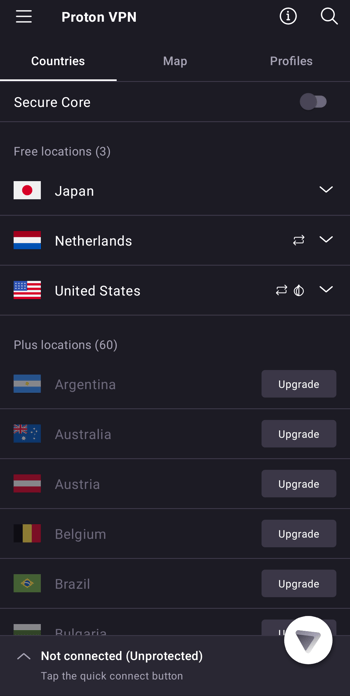 Proton VPN
Countries Map Profiles
Secure Core
Free locations (3)
Japan
Netherlands
United States
Plus locations (60)
Argentina Upgrade
Australia Upgrade
Austria Upgrade
Belgium Upgrade
Brazil Upgrade
Bulgaria
Not connected (Unprotected)
Tap the quick connect button